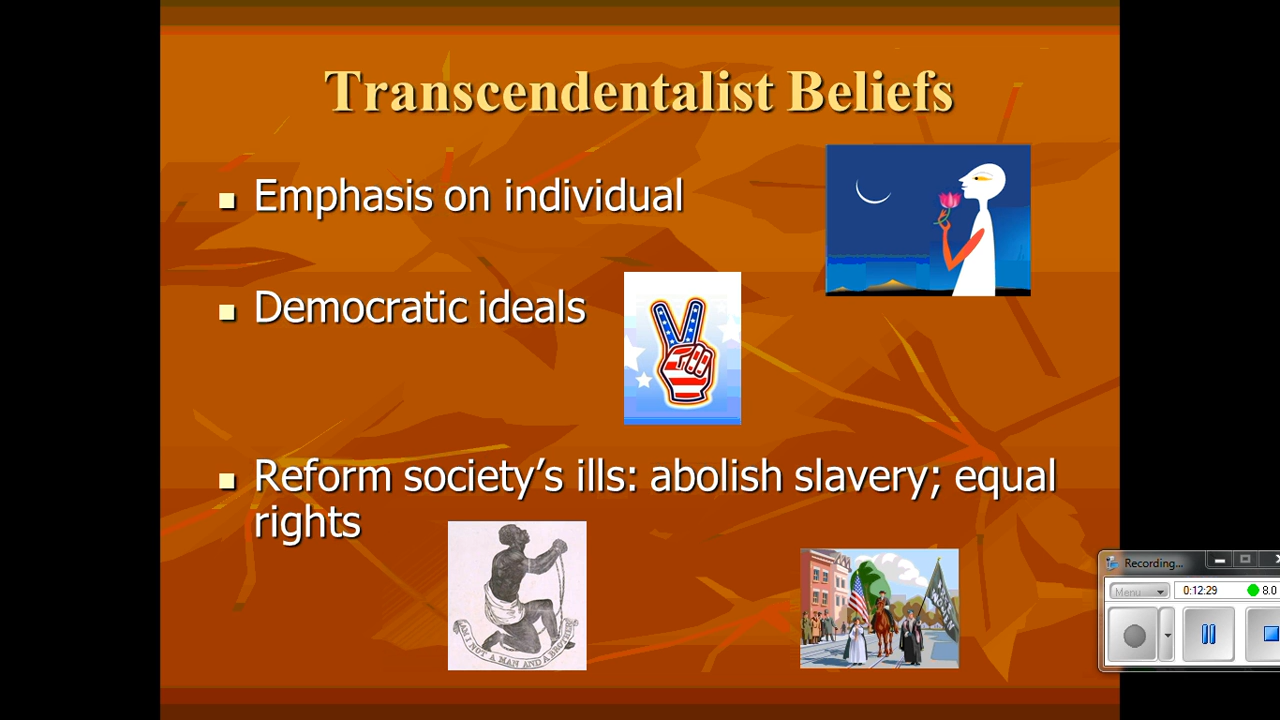 Transcendentalist Beliefs
Emphasis on individual
Democratic ideals
Reform society’s ills: abolish slavery; equal
rights
AM I NOT A MAN AND A BROTHER
Recording...
Menu
0:12:29
8.0